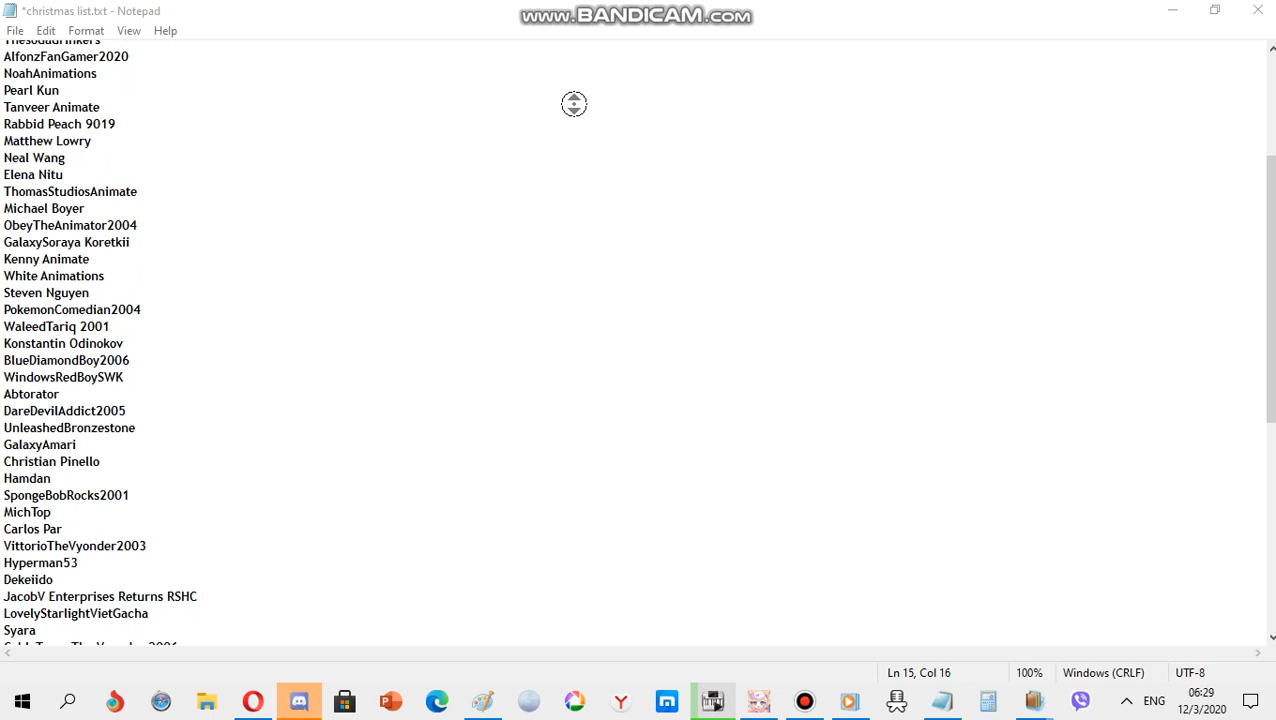 *christmas list.txt - Notepad
www.BANDICAM.com
File Edit Format View Help
Thesodadrinkers
AlfonzFanGamer2020
NoahAnimations
Pearl Kun
Tanveer Animate
Rabbid Peach 9019
Matthew Lowry
Neal Wang
Elena Nitu
ThomasStudiosAnimate
Michael Boyer
ObeyTheAnimator2004
GalaxySoraya Koretkii
Kenny Animate
White Animations
Steven Nguyen
PokemonComedian2004
WaleedTariq 2001
Konstantin Odinokov
BlueDiamondBoy2006
WindowsRedBoySWK
Abtorator
DareDevilAddict2005
UnleashedBronzestone
GalaxyAmari
Christian Pinello
Hamdan
SpongeBobRocks2001
MichTop
Carlos Par
VittorioTheVyonder2003
Hyperman53
Dekeiido
JacobV Enterprises Returns RSHC
LovelyStarlightVietGacha
Syara
Ln 15, Col 16 100% Windows (CRLF) UTF-8
ENG 06:29
12/3/2020